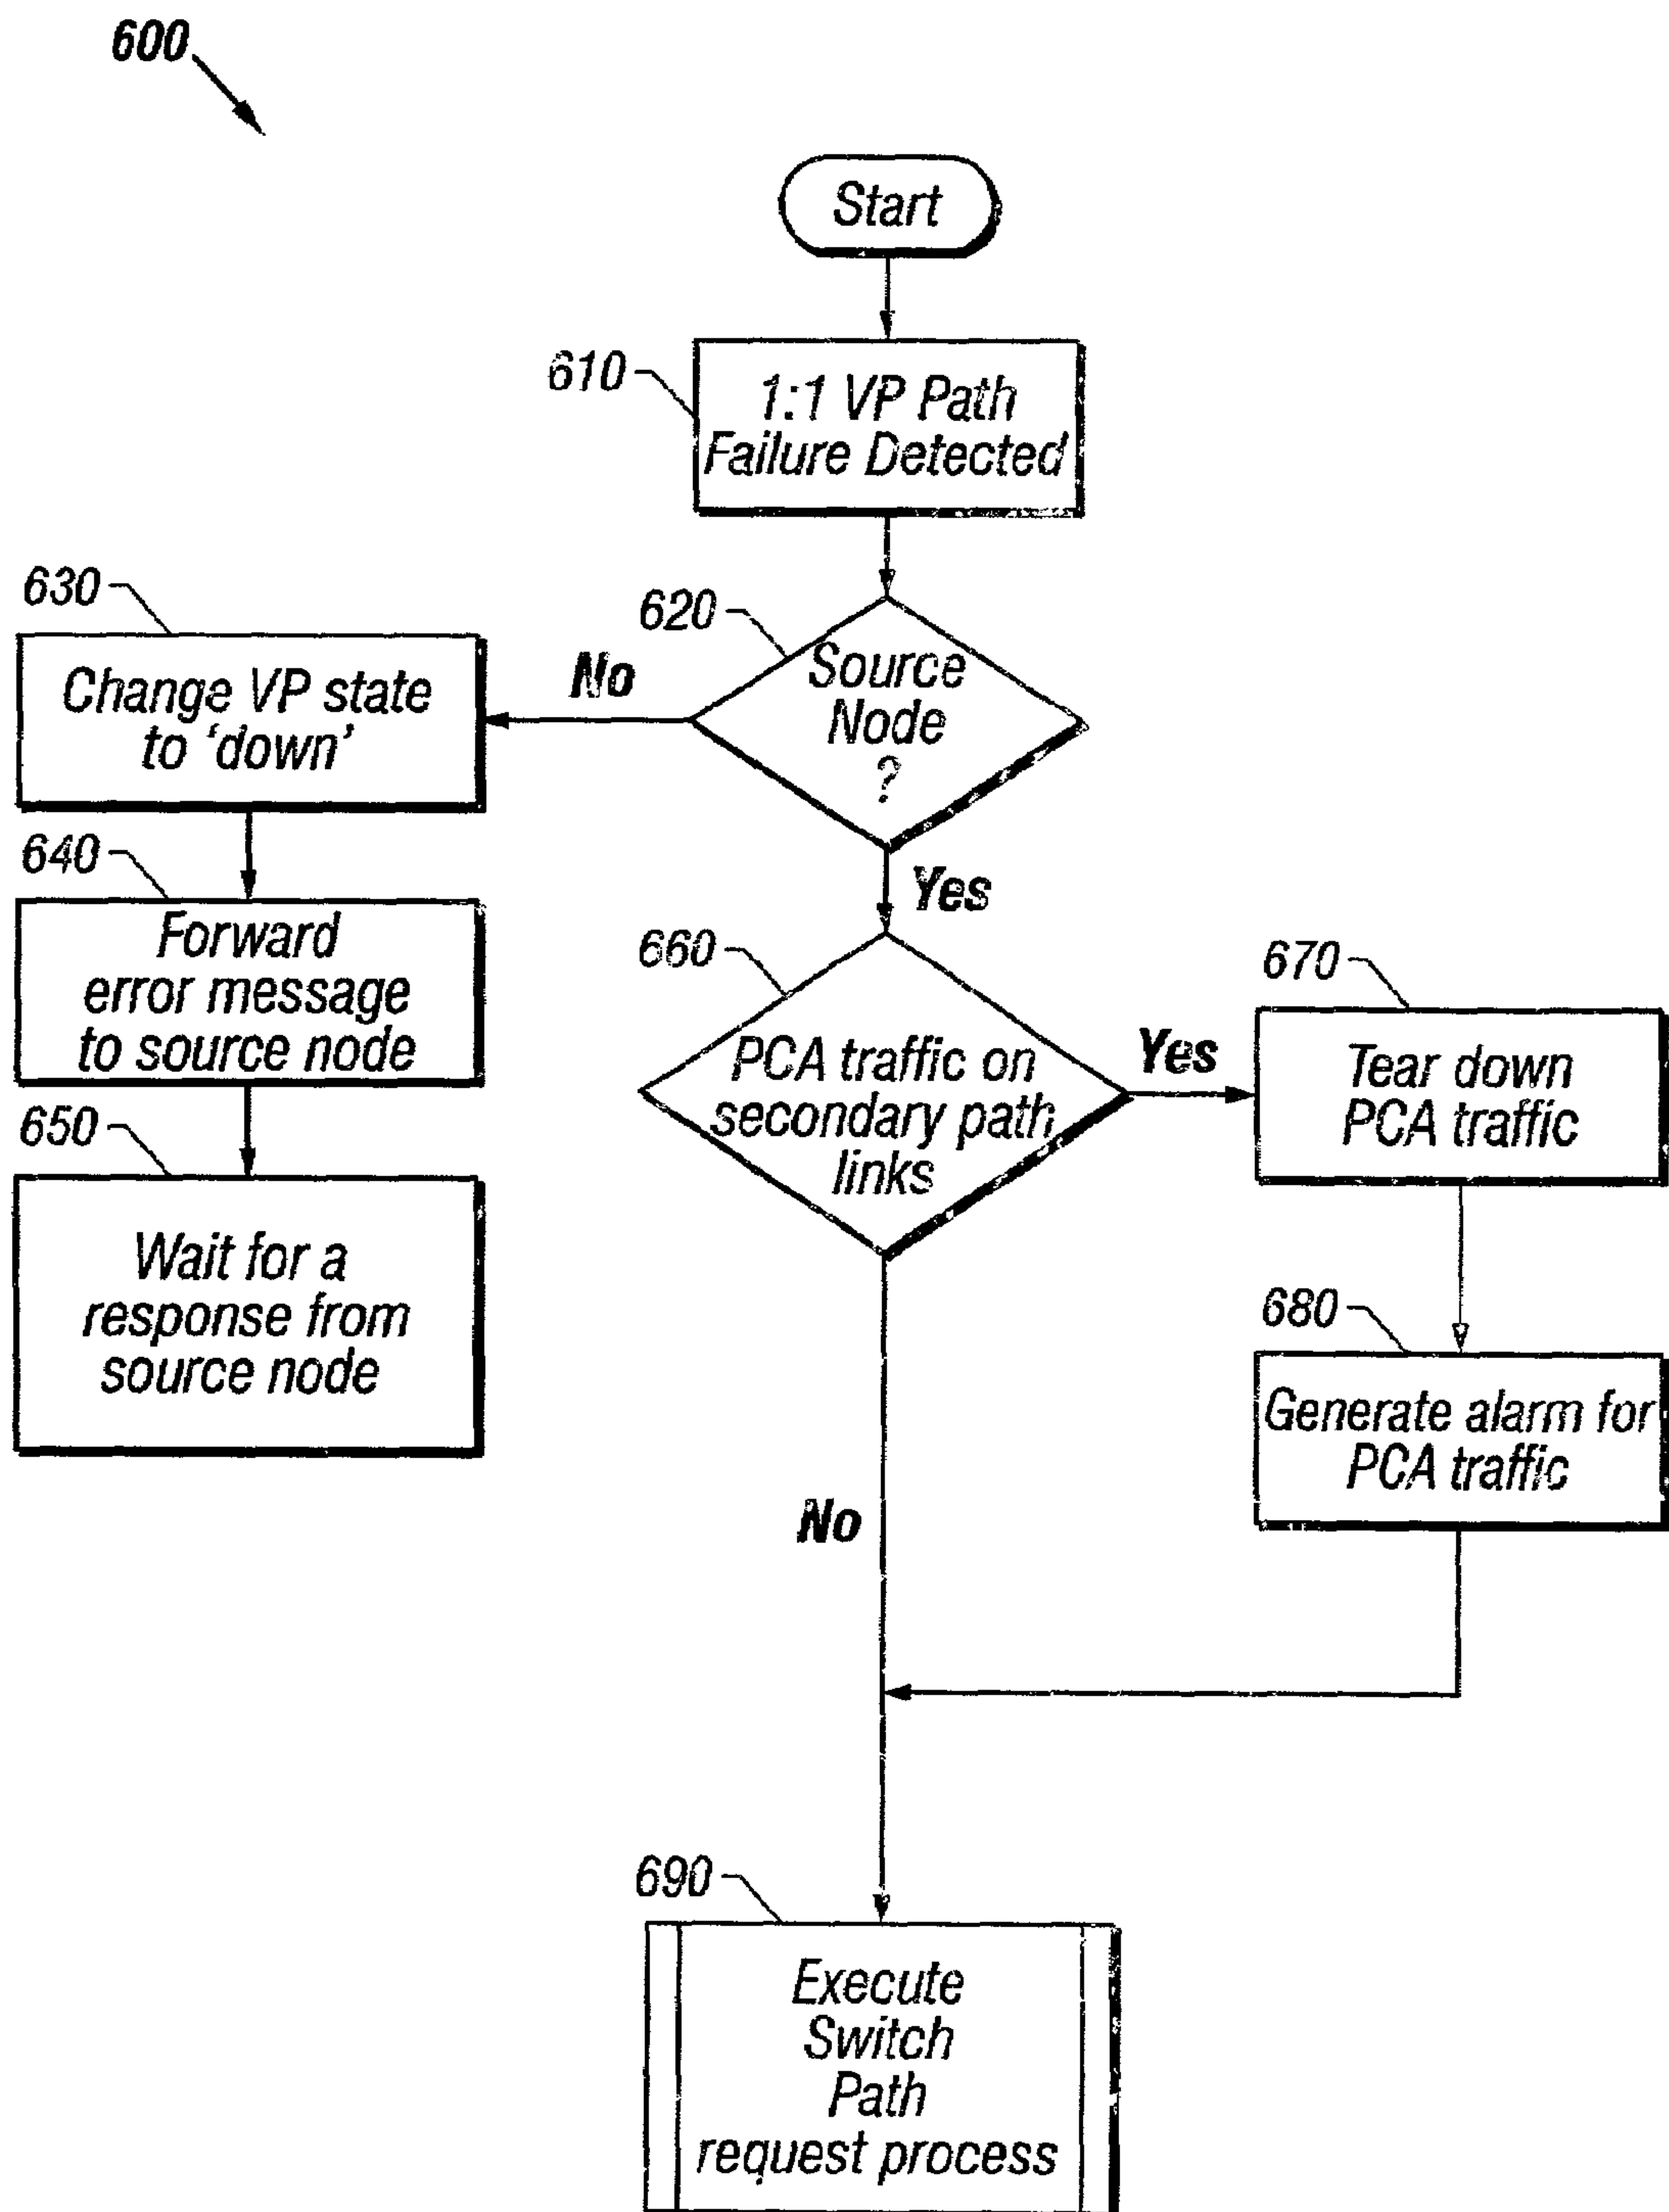 600
Start
610
1:1 VP Path
Failure Detected
620
Source
Node
?
No
630
Change VP state
to ‘down’
640
Forward
error message
to source node
650
Wait for a
response from
source node
Yes
660
PCA traffic on
secondary path
links
Yes
670
Tear down
PCA traffic
680
Generate alarm for
PCA traffic
No
690
Execute
Switch
Path
request process